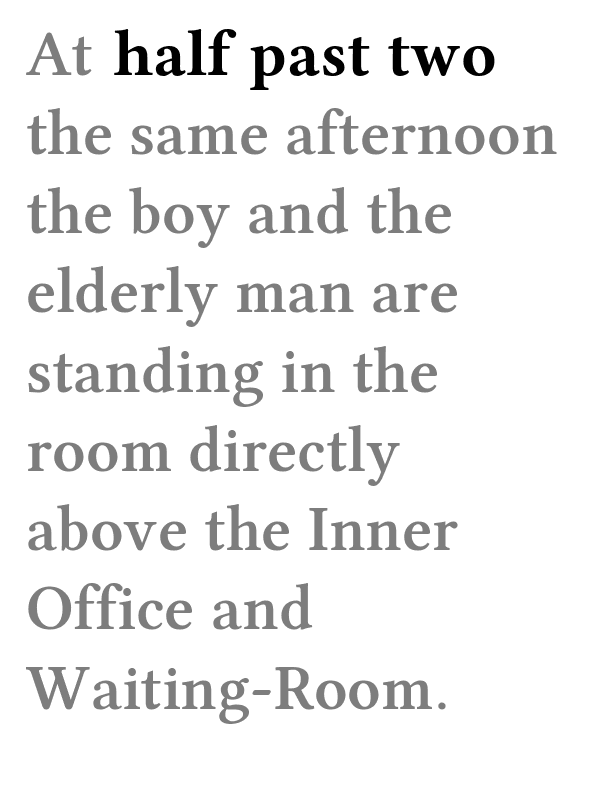 At half past two
the same afternoon
the boy and the
elderly man are
standing in the
room directly
above the Inner
Office and
Waiting-Room.